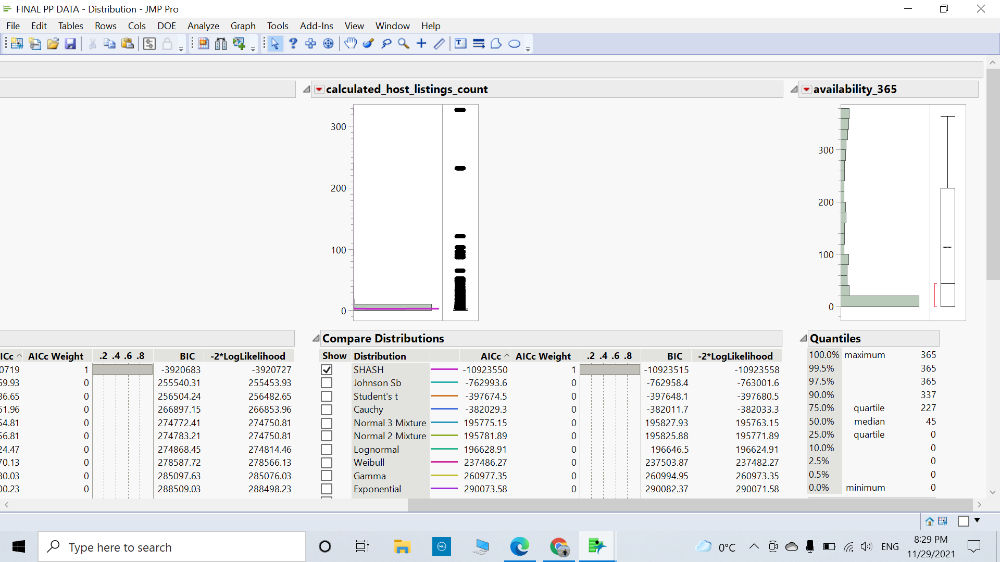 FINAL PP DATA - Distribution - JMP Pro
File Edit Tables Rows Cols DOE Analyze Graph Tools Add-Ins View Window Help
calculated_host_listings_count
availability_365
300
200
100
0
300
200
100
0
Compare Distributions
Quantiles
ICc AICc Weight .2 .4 .6 .8 BIC -2*LogLikelihood
0719 1 -3920683 -3920727
59.93 0 255540.31 255453.93
36.65 0 256504.24 256482.65
51.96 0 266897.15 266853.96
54.81 0 274772.41 274750.81
56.81 0 274783.21 274750.81
24.47 0 274868.45 274814.46
70.13 0 278587.72 278566.13
30.03 0 285097.63 285076.03
00.23 0 288509.03 288498.23
Show Distribution AICc AICc Weight .2 .4 .6 .8 BIC -2*LogLikelihood
SHASH -10923550 1 -10923515 -10923558
Johnson Sb -762993.6 0 -762958.4 -763001.6
Student's t -397674.5 0 -397648.1 -397680.5
Cauchy -382029.3 0 -382011.7 -382033.3
Normal 3 Mixture 195775.15 0 195827.93 195763.15
Normal 2 Mixture 195781.89 0 195825.88 195771.89
Lognormal 196628.91 0 196646.5 196624.91
Weibull 237486.27 0 237503.87 237482.27
Gamma 260977.35 0 260994.95 260973.35
Exponential 290073.58 0 290082.37 290071.58
100.0% maximum 365
99.5% 365
97.5% 365
90.0% 337
75.0% quartile 227
50.0% median 45
25.0% quartile 0
10.0% 0
2.5% 0
0.5% 0
0.0% minimum 0
Type here to search
DELL
0°C
ENG
8:29 PM
11/29/2021